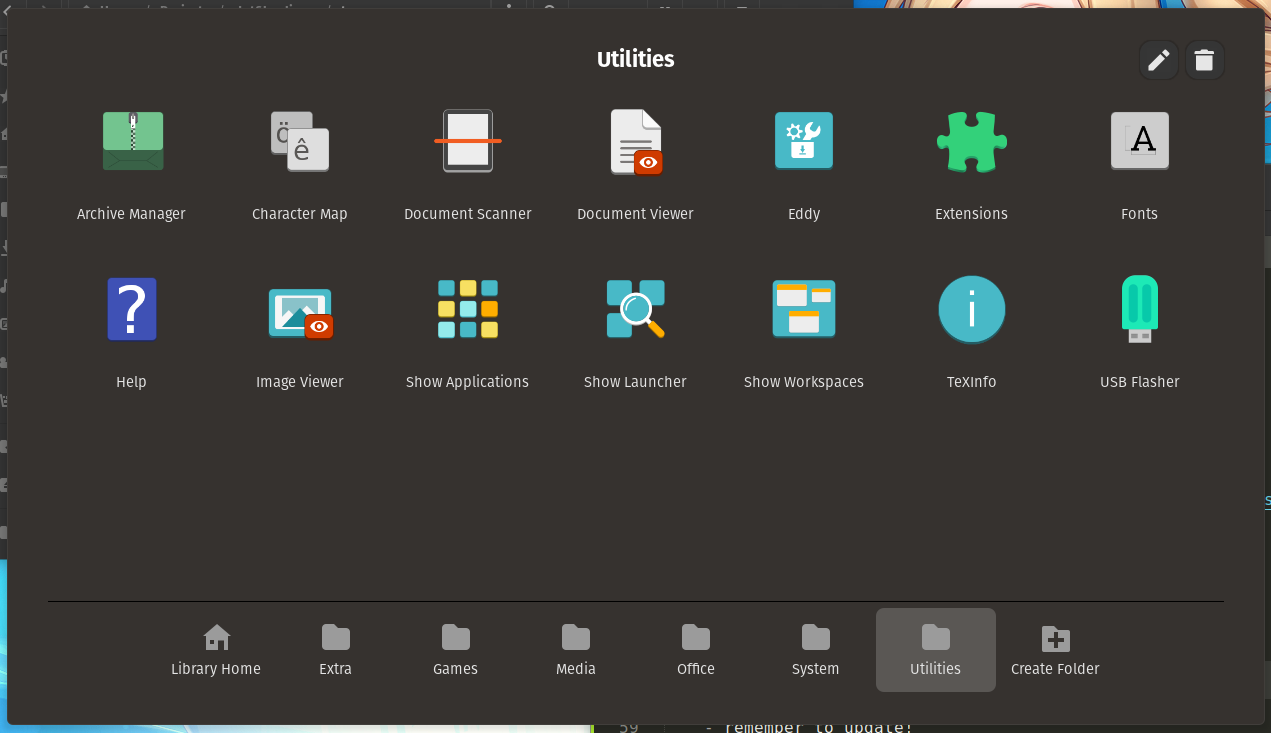 Utilities
Archive Manager
Character Map
Document Scanner
Document Viewer
Eddy
Extensions
Fonts
Help
Image Viewer
Show Applications
Show Launcher
Show Workspaces
TeXInfo
USB Flasher
Library Home
Extra
Games
Media
Office
System
Utilities
Create Folder
59 - remember to update!